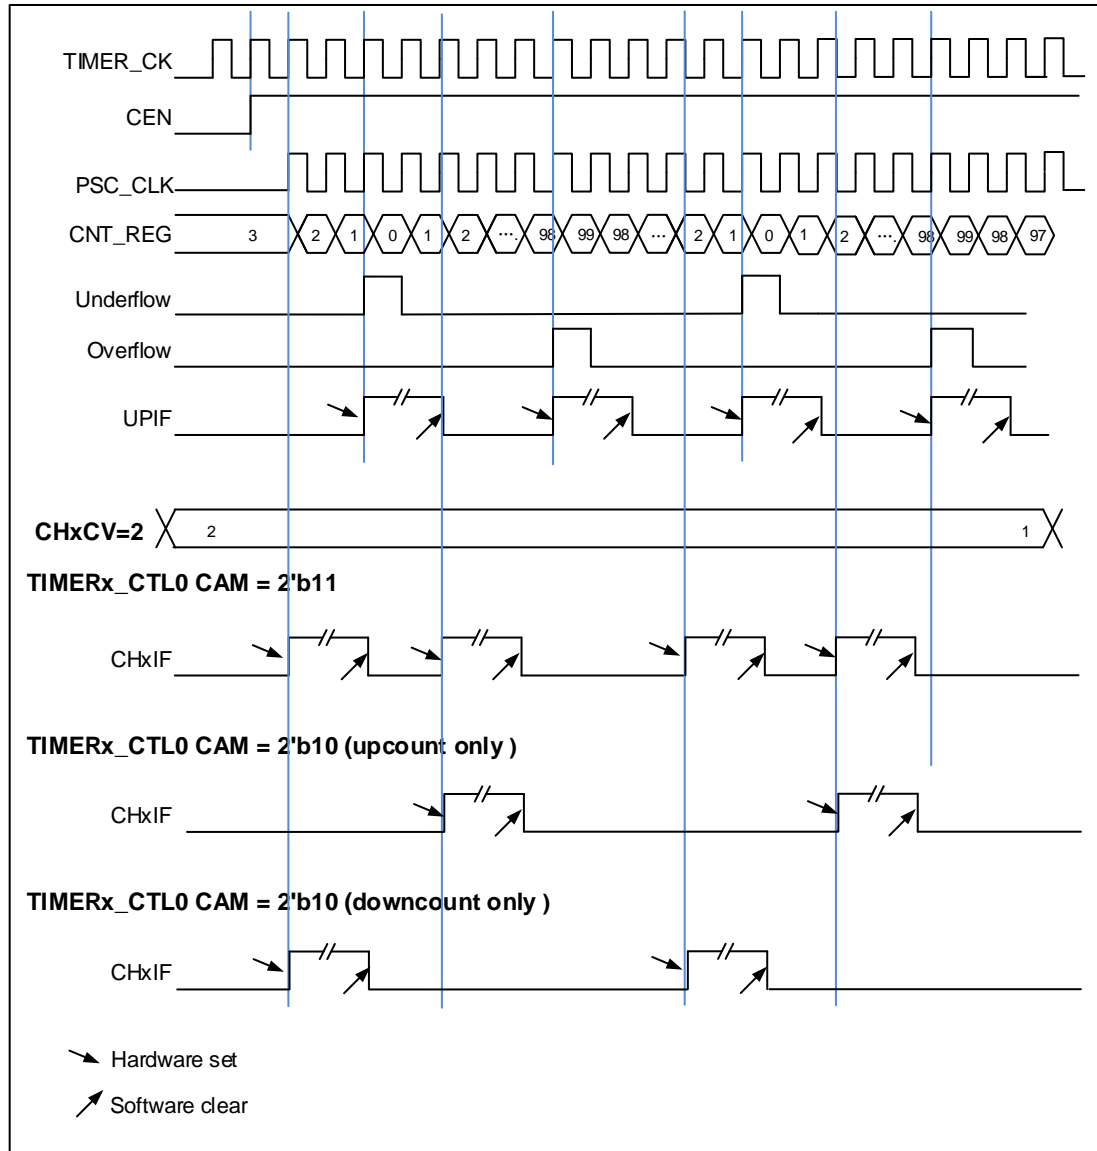 TIMER_CK
CEN
PSC_CLK
CNT_REG 3 2 1 0 1 2 ···. 98 99 98 ··· 2 1 0 1 2 ···. 98 99 98 97
Underflow
Overflow
UPIF
CHxCV=2 2 1
TIMERx_CTL0 CAM = 2'b11
CHxIF
TIMERx_CTL0 CAM = 2'b10 (upcount only )
CHxIF
TIMERx_CTL0 CAM = 2'b10 (downcount only )
CHxIF
Hardware set
Software clear